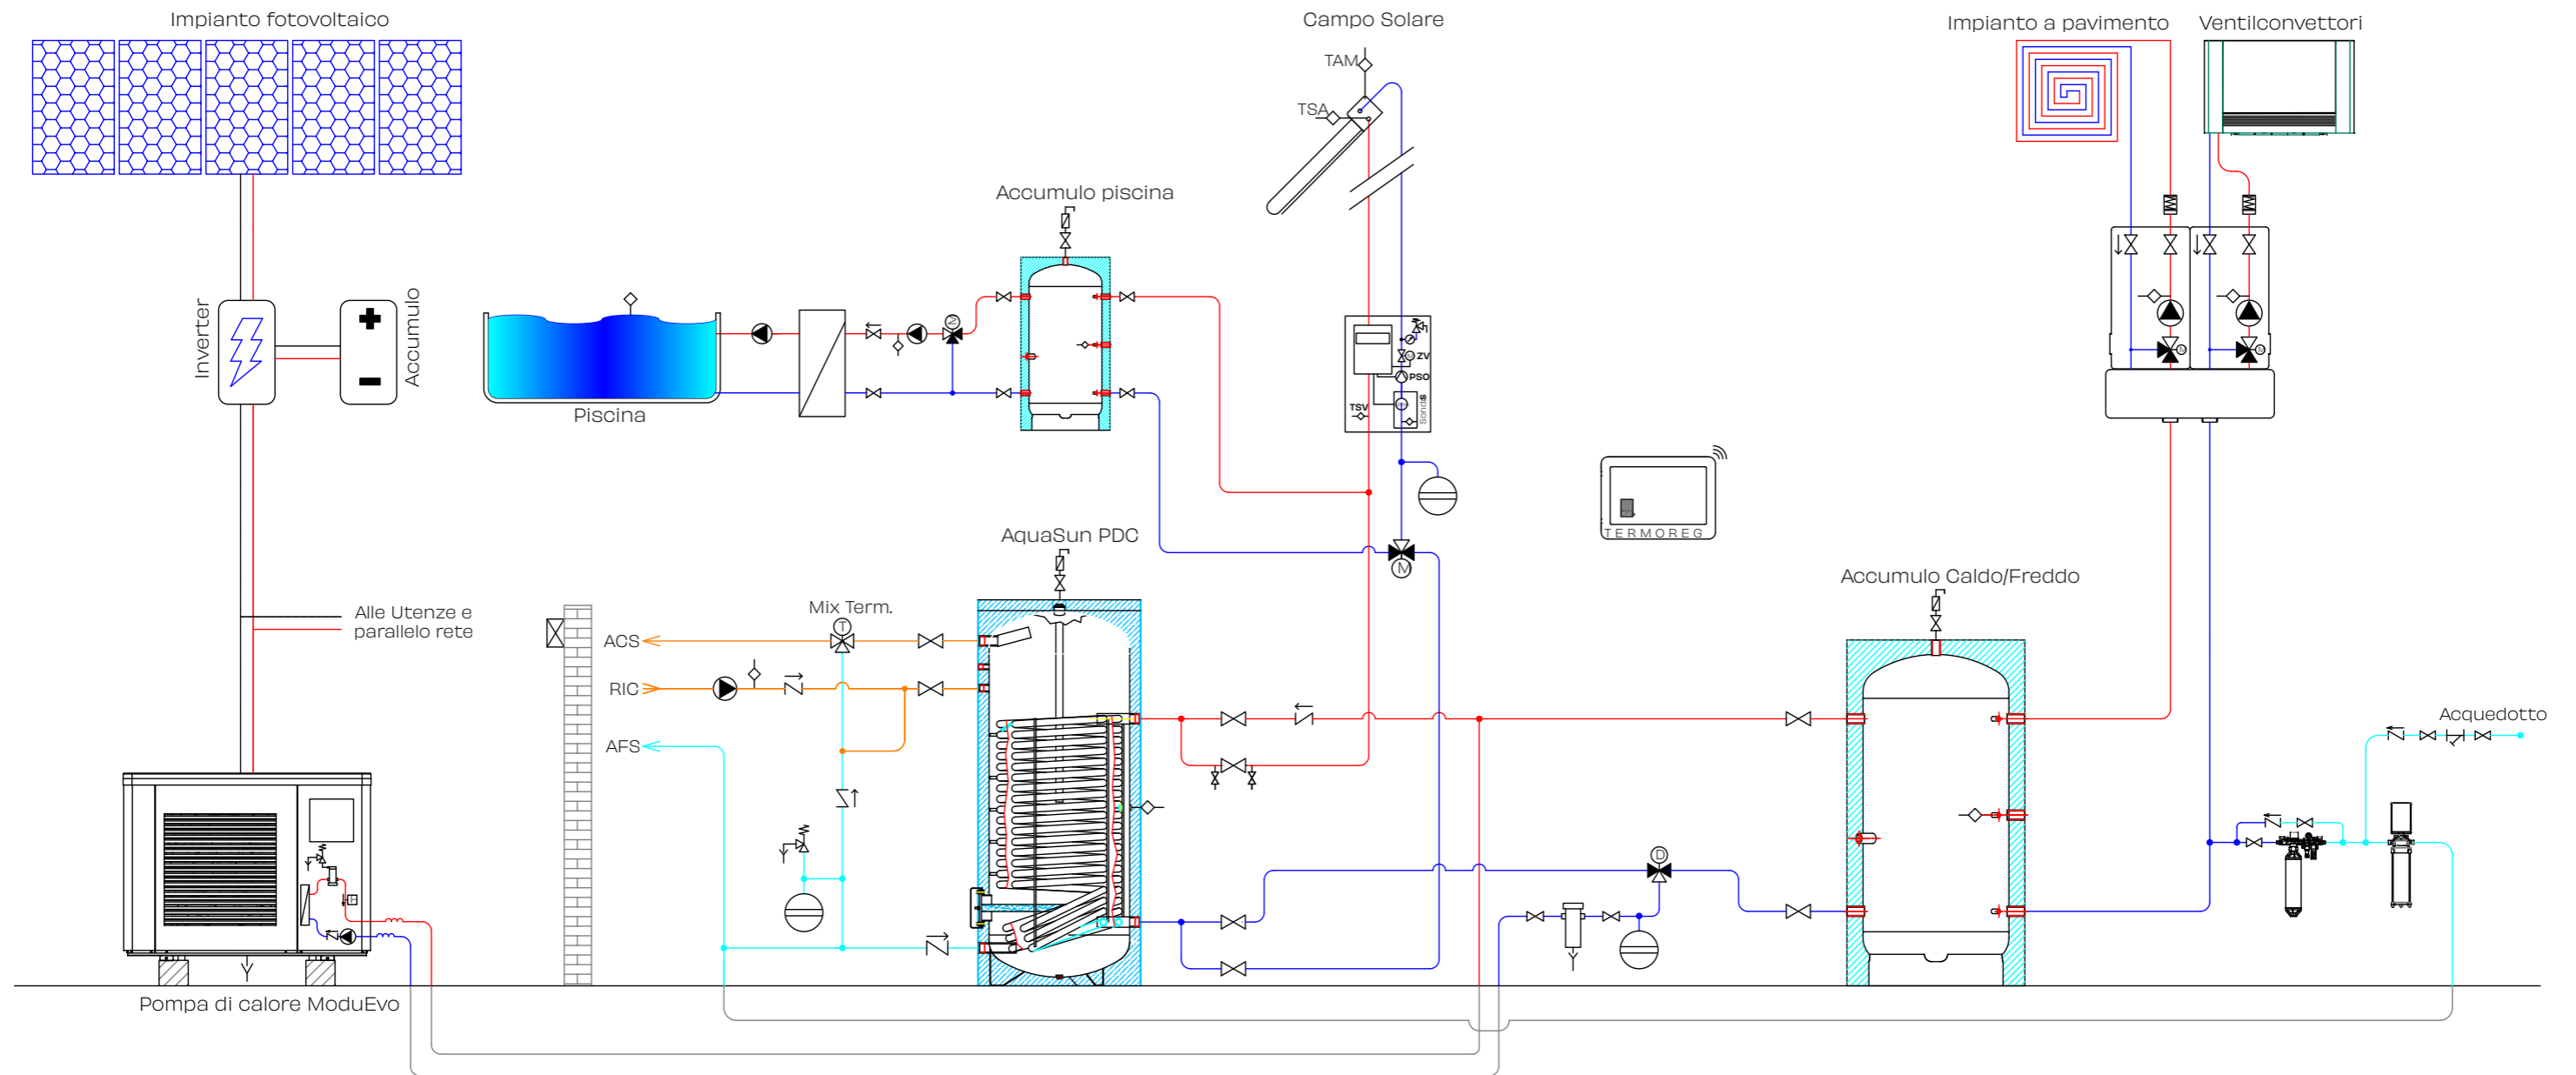 Impianto fotovoltaico
Campo Solare
Impianto a pavimento
Ventilconvettori
TAM
TSA
Accumulo piscina
Inverter
Accumulo
M
M
ZV
PSO
TSV
Sonda
S
M
M
Piscina
TERMOREG
M
AquaSun PDC
Accumulo Caldo/Freddo
Alle Utenze e
parallelo rete
Mix Term.
T
ACS
RIC
AFS
Acquedotto
D
Pompa di calore ModuEvo